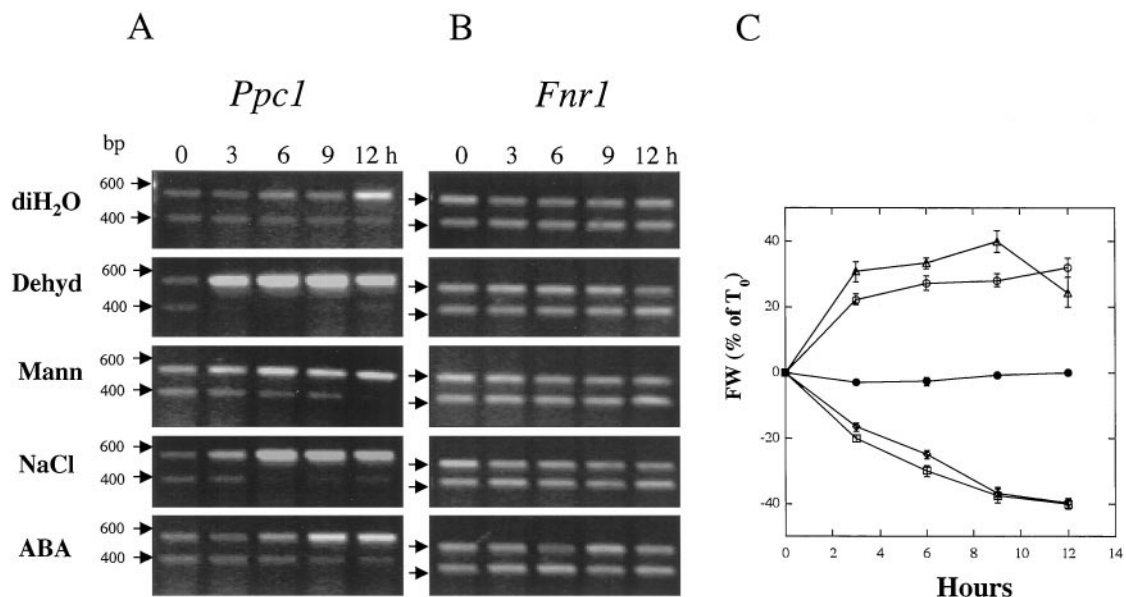 A B C
Ppc1 Fnr1
bp 0 3 6 9 12 h 0 3 6 9 12 h
diH₂O 600
400
Dehyd 600
400
Mann 600
400
NaCl 600
400
ABA 600
400
FW (% of T₀)
40
20
0
-20
-40
0 2 4 6 8 10 12 14
Hours